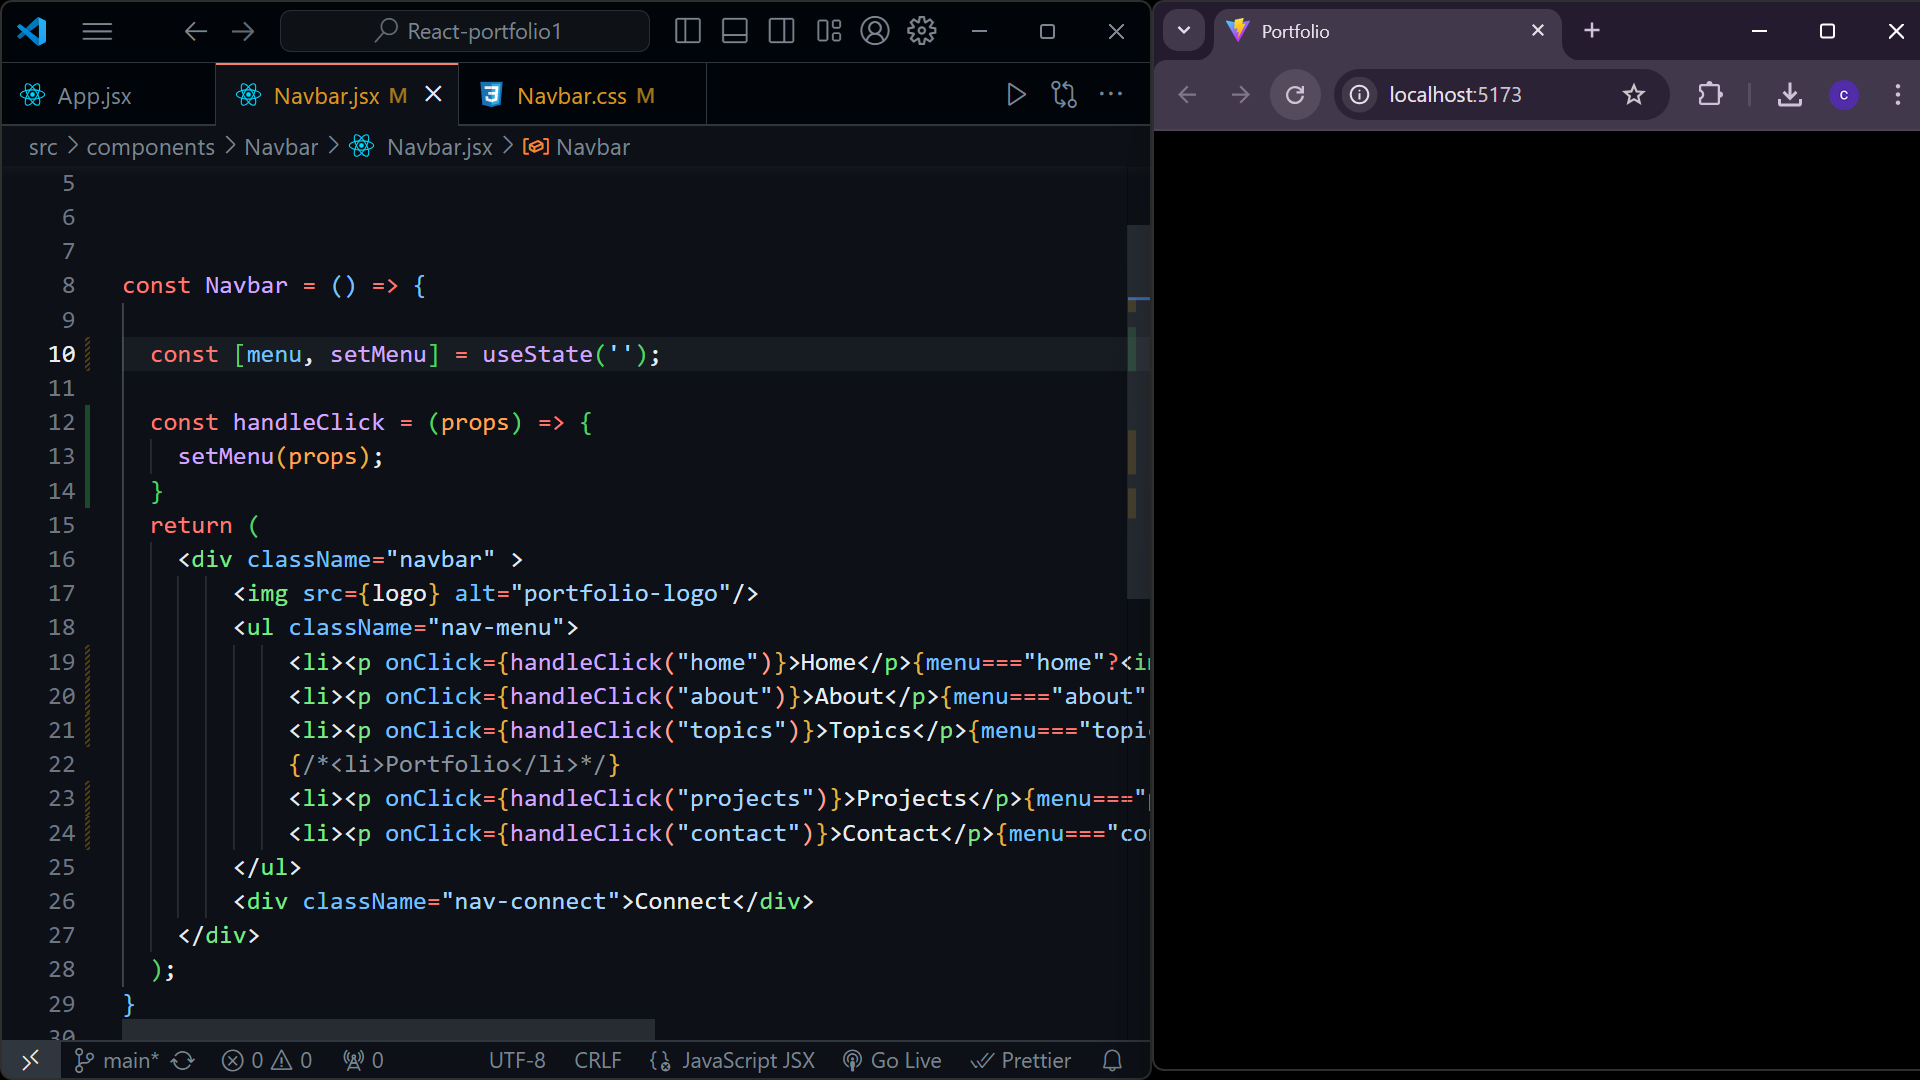 React-portfolio1
App.jsx
Navbar.jsx M
Navbar.css M
src > components > Navbar > Navbar.jsx > Navbar
5
6
7
8 const Navbar = () => {
9
10 const [menu, setMenu] = useState('');
11
12 const handleClick = (props) => {
13 setMenu(props);
14 }
15 return (
16 <div className="navbar" >
17 <img src={logo} alt="portfolio-logo"/>
18 <ul className="nav-menu">
19 <li><p onClick={handleClick("home")}>Home</p>{menu==="home"?<in
20 <li><p onClick={handleClick("about")}>About</p>{menu==="about"
21 <li><p onClick={handleClick("topics")}>Topics</p>{menu==="topi
22 {/*<li>Portfolio</li>*/}
23 <li><p onClick={handleClick("projects")}>Projects</p>{menu==="p
24 <li><p onClick={handleClick("contact")}>Contact</p>{menu==="co
25 </ul>
26 <div className="nav-connect">Connect</div>
27 </div>
28 );
29 }
30
main* 0 0 0 UTF-8 CRLF JavaScript JSX Go Live Prettier
Portfolio
localhost:5173
c